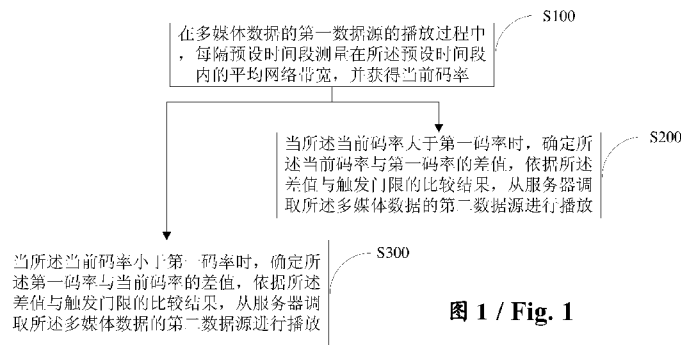 S100
在多媒体数据的第一数据源的播放过程中
，每隔预设时间段测量在所述预设时间段
内的平均网络带宽，并获得当前码率
S200
当所述当前码率大于第一码率时，确定所
述当前码率与第一码率的差值，依据所述
差值与触发门限的比较结果，从服务器调
取所述多媒体数据的第二数据源进行播放
S300
当所述当前码率小于第一码率时，确定所
述第一码率与当前码率的差值，依据所述
差值与触发门限的比较结果，从服务器调
取所述多媒体数据的第二数据源进行播放
图 1 / Fig. 1